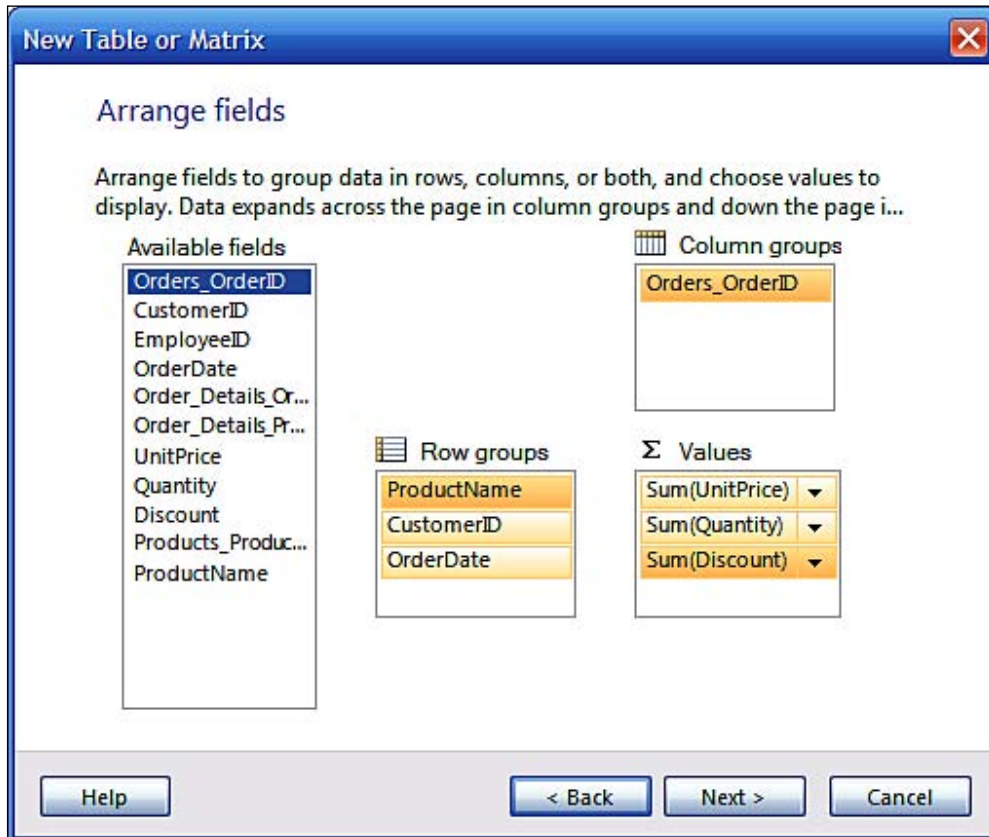 New Table or Matrix
Arrange fields
Arrange fields to group data in rows, columns, or both, and choose values to
display. Data expands across the page in column groups and down the page i...
Available fields
Orders_OrderID
CustomerID
EmployeeID
OrderDate
Order_Details_Or...
Order_Details_Pr...
UnitPrice
Quantity
Discount
Products_Produc...
ProductName
Column groups
Orders_OrderID
Row groups
ProductName
CustomerID
OrderDate
Σ Values
Sum(UnitPrice)
Sum(Quantity)
Sum(Discount)
Help
< Back
Next >
Cancel